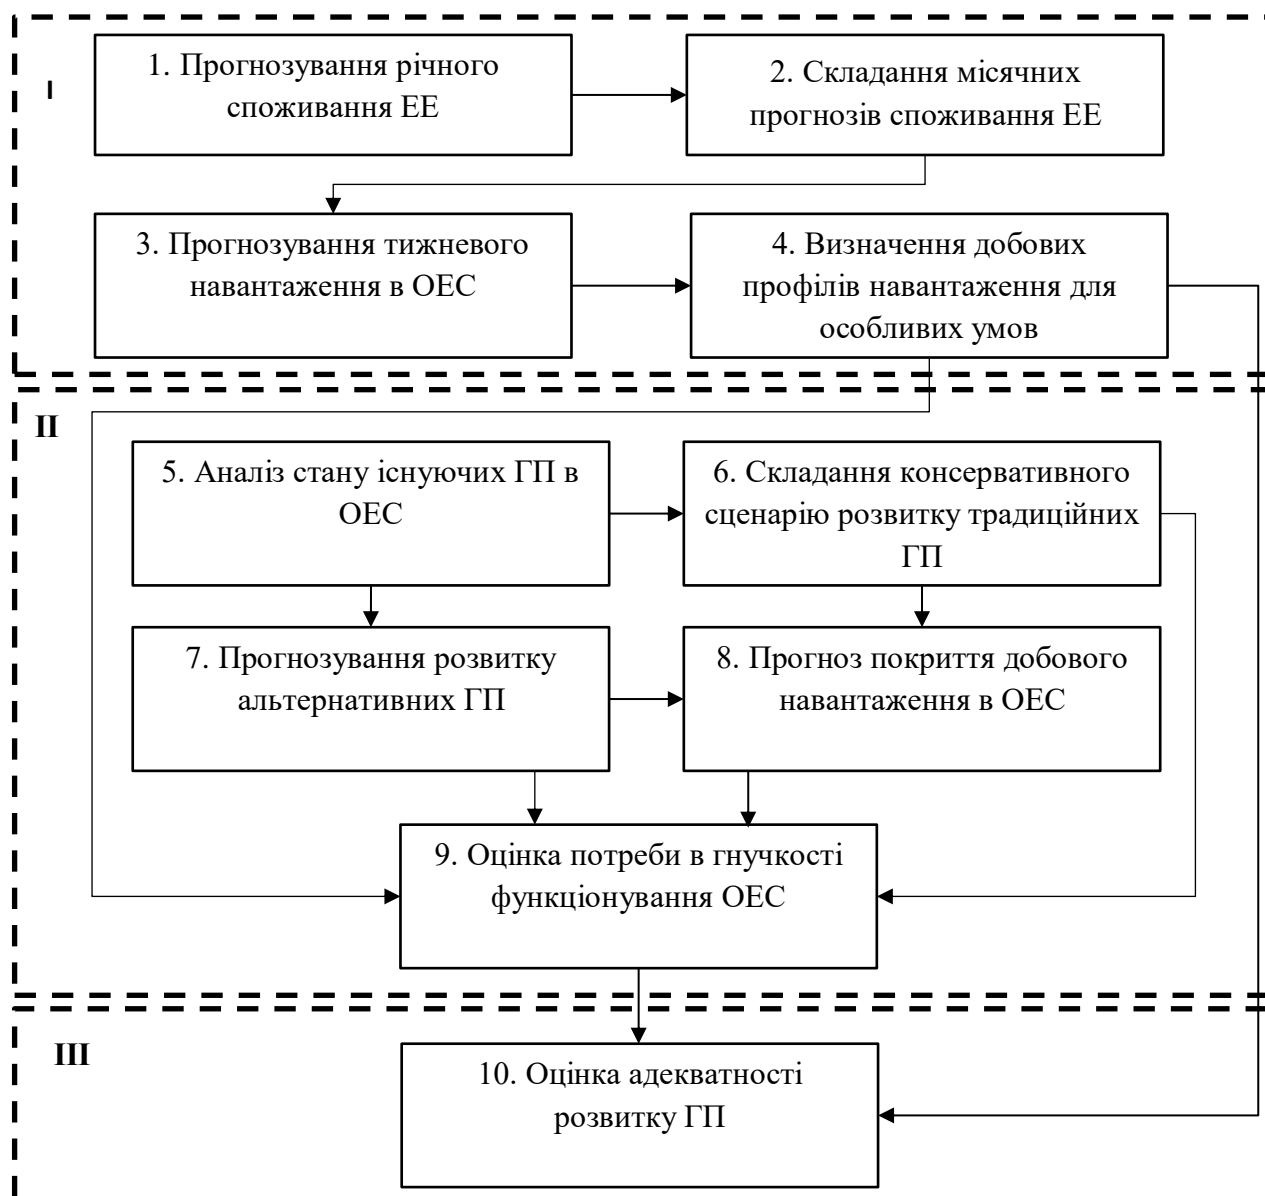 I
1. Прогнозування річного
споживання ЕЕ
2. Складання місячних
прогнозів споживання ЕЕ
3. Прогнозування тижневого
навантаження в ОЕС
4. Визначення добових
профілів навантаження для
особливих умов
II
5. Аналіз стану існуючих ГП в
ОЕС
6. Складання консервативного
сценарію розвитку традиційних
ГП
7. Прогнозування розвитку
альтернативних ГП
8. Прогноз покриття добового
навантаження в ОЕС
9. Оцінка потреби в гнучкості
функціонування ОЕС
III
10. Оцінка адекватності
розвитку ГП